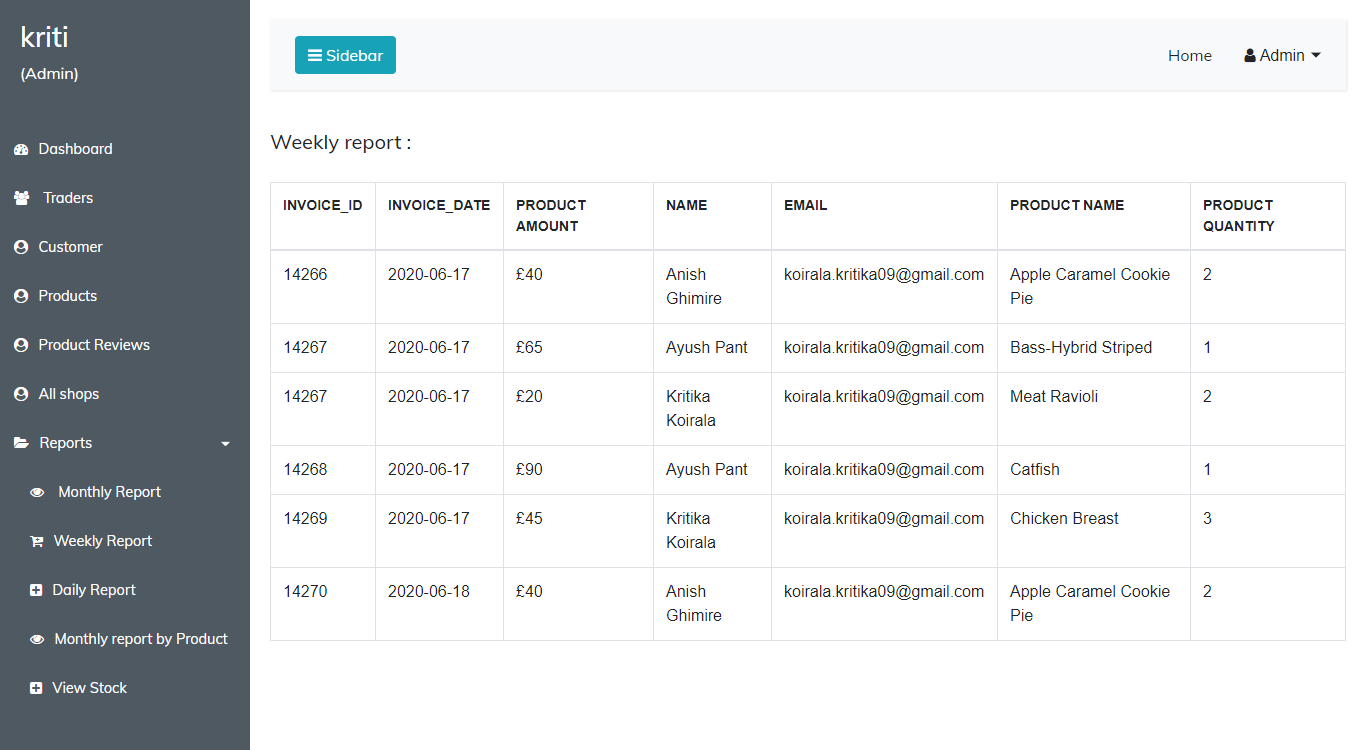 kriti
(Admin)
Dashboard
Traders
Customer
Products
Product Reviews
All shops
Reports
Monthly Report
Weekly Report
Daily Report
Monthly report by Product
View Stock
Sidebar
Home
Admin
Weekly report :
INVOICE_ID INVOICE_DATE PRODUCT AMOUNT NAME EMAIL PRODUCT NAME PRODUCT QUANTITY
14266 2020-06-17 £40 Anish Ghimire koirala.kritika09@gmail.com Apple Caramel Cookie Pie 2
14267 2020-06-17 £65 Ayush Pant koirala.kritika09@gmail.com Bass-Hybrid Striped 1
14267 2020-06-17 £20 Kritika Koirala koirala.kritika09@gmail.com Meat Ravioli 2
14268 2020-06-17 £90 Ayush Pant koirala.kritika09@gmail.com Catfish 1
14269 2020-06-17 £45 Kritika Koirala koirala.kritika09@gmail.com Chicken Breast 3
14270 2020-06-18 £40 Anish Ghimire koirala.kritika09@gmail.com Apple Caramel Cookie Pie 2